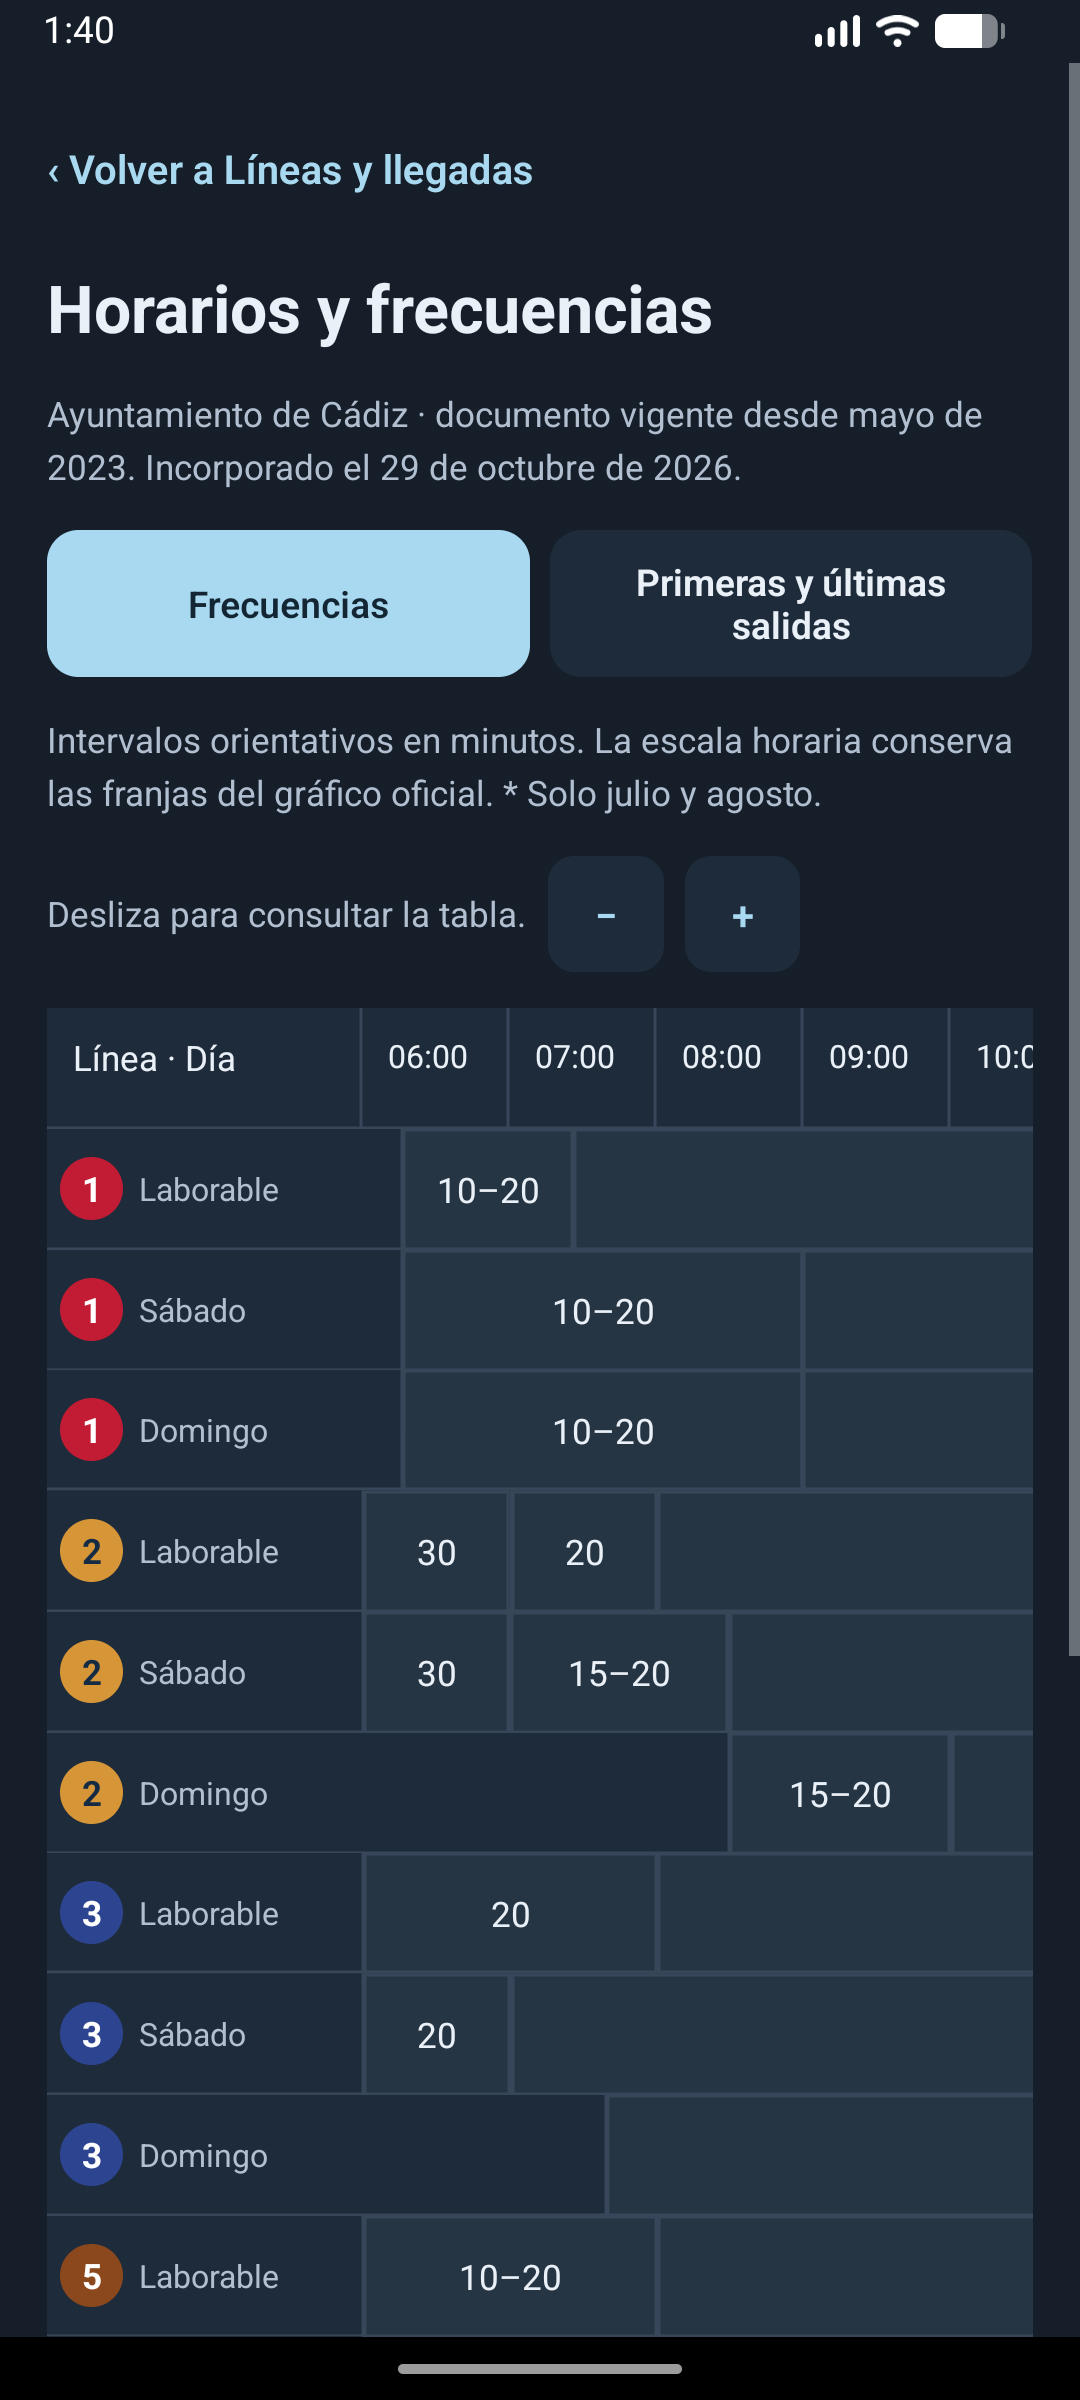 1:40
‹ Volver a Líneas y llegadas
Horarios y frecuencias
Ayuntamiento de Cádiz · documento vigente desde mayo de
2023. Incorporado el 29 de octubre de 2026.
Frecuencias
Primeras y últimas
salidas
Intervalos orientativos en minutos. La escala horaria conserva
las franjas del gráfico oficial. * Solo julio y agosto.
Desliza para consultar la tabla. − +
Línea · Día 06:00 07:00 08:00 09:00 10:0
1 Laborable 10–20
1 Sábado 10–20
1 Domingo 10–20
2 Laborable 30 20
2 Sábado 30 15–20
2 Domingo 15–20
3 Laborable 20
3 Sábado 20
3 Domingo
5 Laborable 10–20